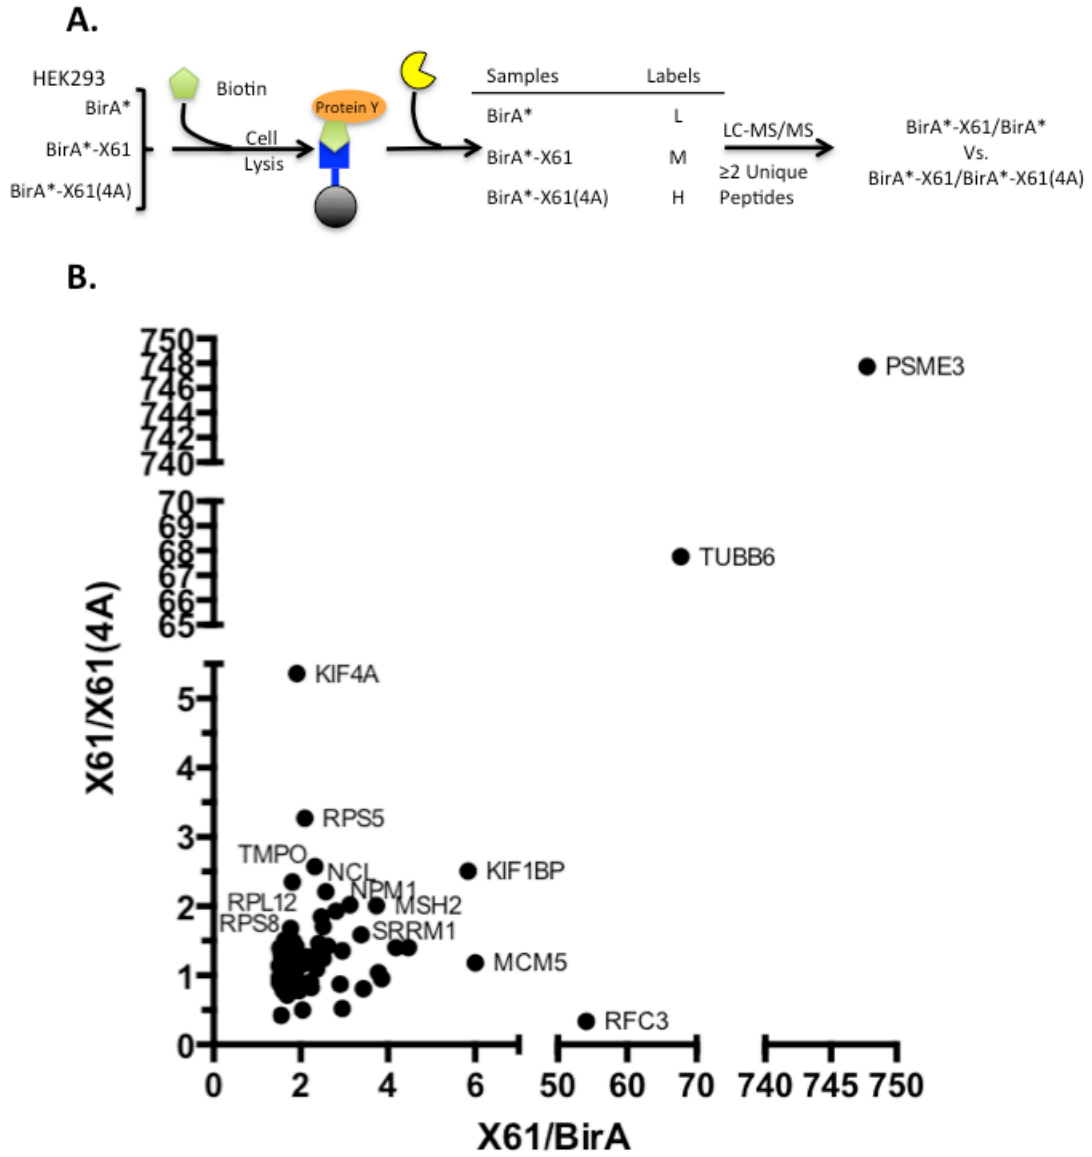 A.
HEK293
BirA*
BirA*-X61
BirA*-X61(4A)
Biotin
Cell
Lysis
Protein Y
Samples Labels
BirA* L
BirA*-X61 M
BirA*-X61(4A) H
LC-MS/MS
≥2 Unique
Peptides
BirA*-X61/BirA*
Vs.
BirA*-X61/BirA*-X61(4A)
B.
X61/X61(4A)
750
748
746
744
742
740
70
69
68
67
66
65
5
4
3
2
1
0
PSME3
TUBB6
KIF4A
RPS5
TMPO
NCL
KIF1BP
NPM1
RPL12
MSH2
RPS8
SRRM1
MCM5
RFC3
0 2 4 6 50 60 70 740 745 750
X61/BirA